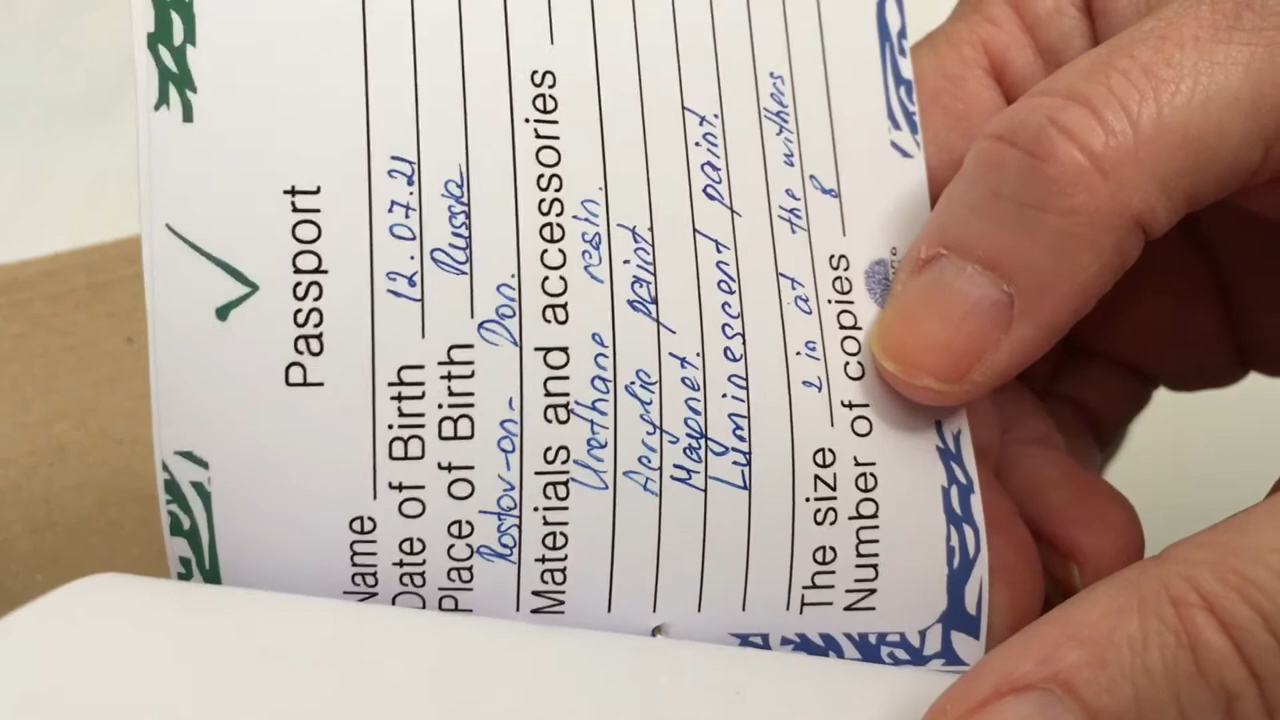 Passport
Name
Date of Birth 12.07.21
Place of Birth Russia
Rostov-on-Don.
Materials and accessories
Urethane resin.
Acrylic paint.
Magnet.
Luminescent paint.
The size 2 in at the withers
Number of copies 8